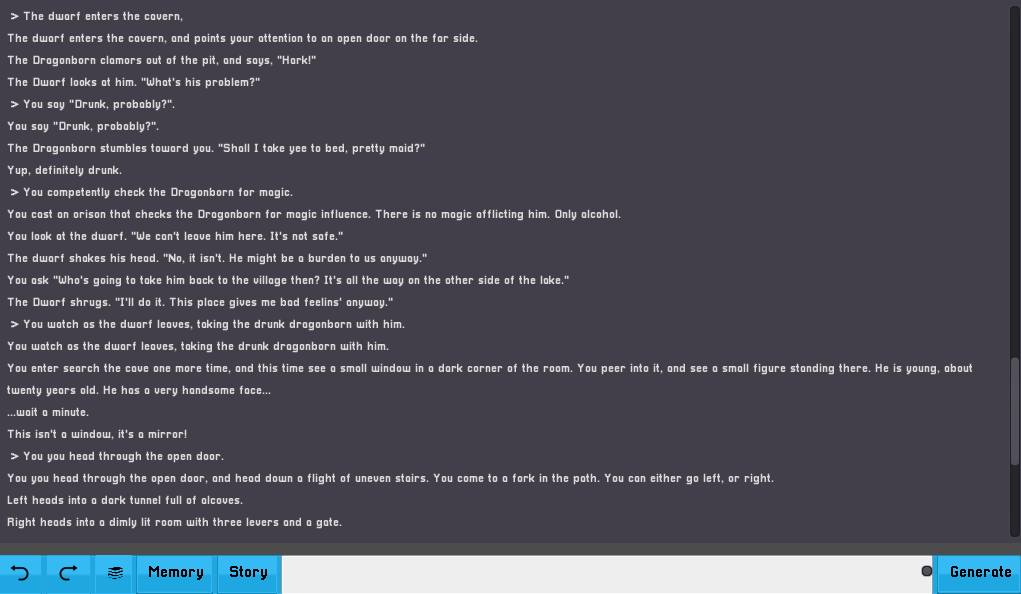 > The dwarf enters the cavern,
The dwarf enters the cavern, and points your attention to an open door on the far side.
The Dragonborn clamors out of the pit, and says, "Hark!"
The Dwarf looks at him. "What's his problem?"
> You say "Drunk, probably?".
You say "Drunk, probably?".
The Dragonborn stumbles toward you. "Shall I take yee to bed, pretty maid?"
Yup, definitely drunk.
> You competently check the Dragonborn for magic.
You cast an orison that checks the Dragonborn for magic influence. There is no magic afflicting him. Only alcohol.
You look at the dwarf. "We can't leave him here. It's not safe."
The dwarf shakes his head. "No, it isn't. He might be a burden to us anyway."
You ask "Who's going to take him back to the village then? It's all the way on the other side of the lake."
The Dwarf shrugs. "I'll do it. This place gives me bad feelins' anyway."
> You watch as the dwarf leaves, taking the drunk dragonborn with him.
You watch as the dwarf leaves, taking the drunk dragonborn with him.
You enter search the cave one more time, and this time see a small window in a dark corner of the room. You peer into it, and see a small figure standing there. He is young, about
twenty years old. He has a very handsome face...
...wait a minute.
This isn't a window, it's a mirror!
> You you head through the open door.
You you head through the open door, and head down a flight of uneven stairs. You come to a fork in the path. You can either go left, or right.
Left heads into a dark tunnel full of alcoves.
Right heads into a dimly lit room with three levers and a gate.
Memory Story Generate